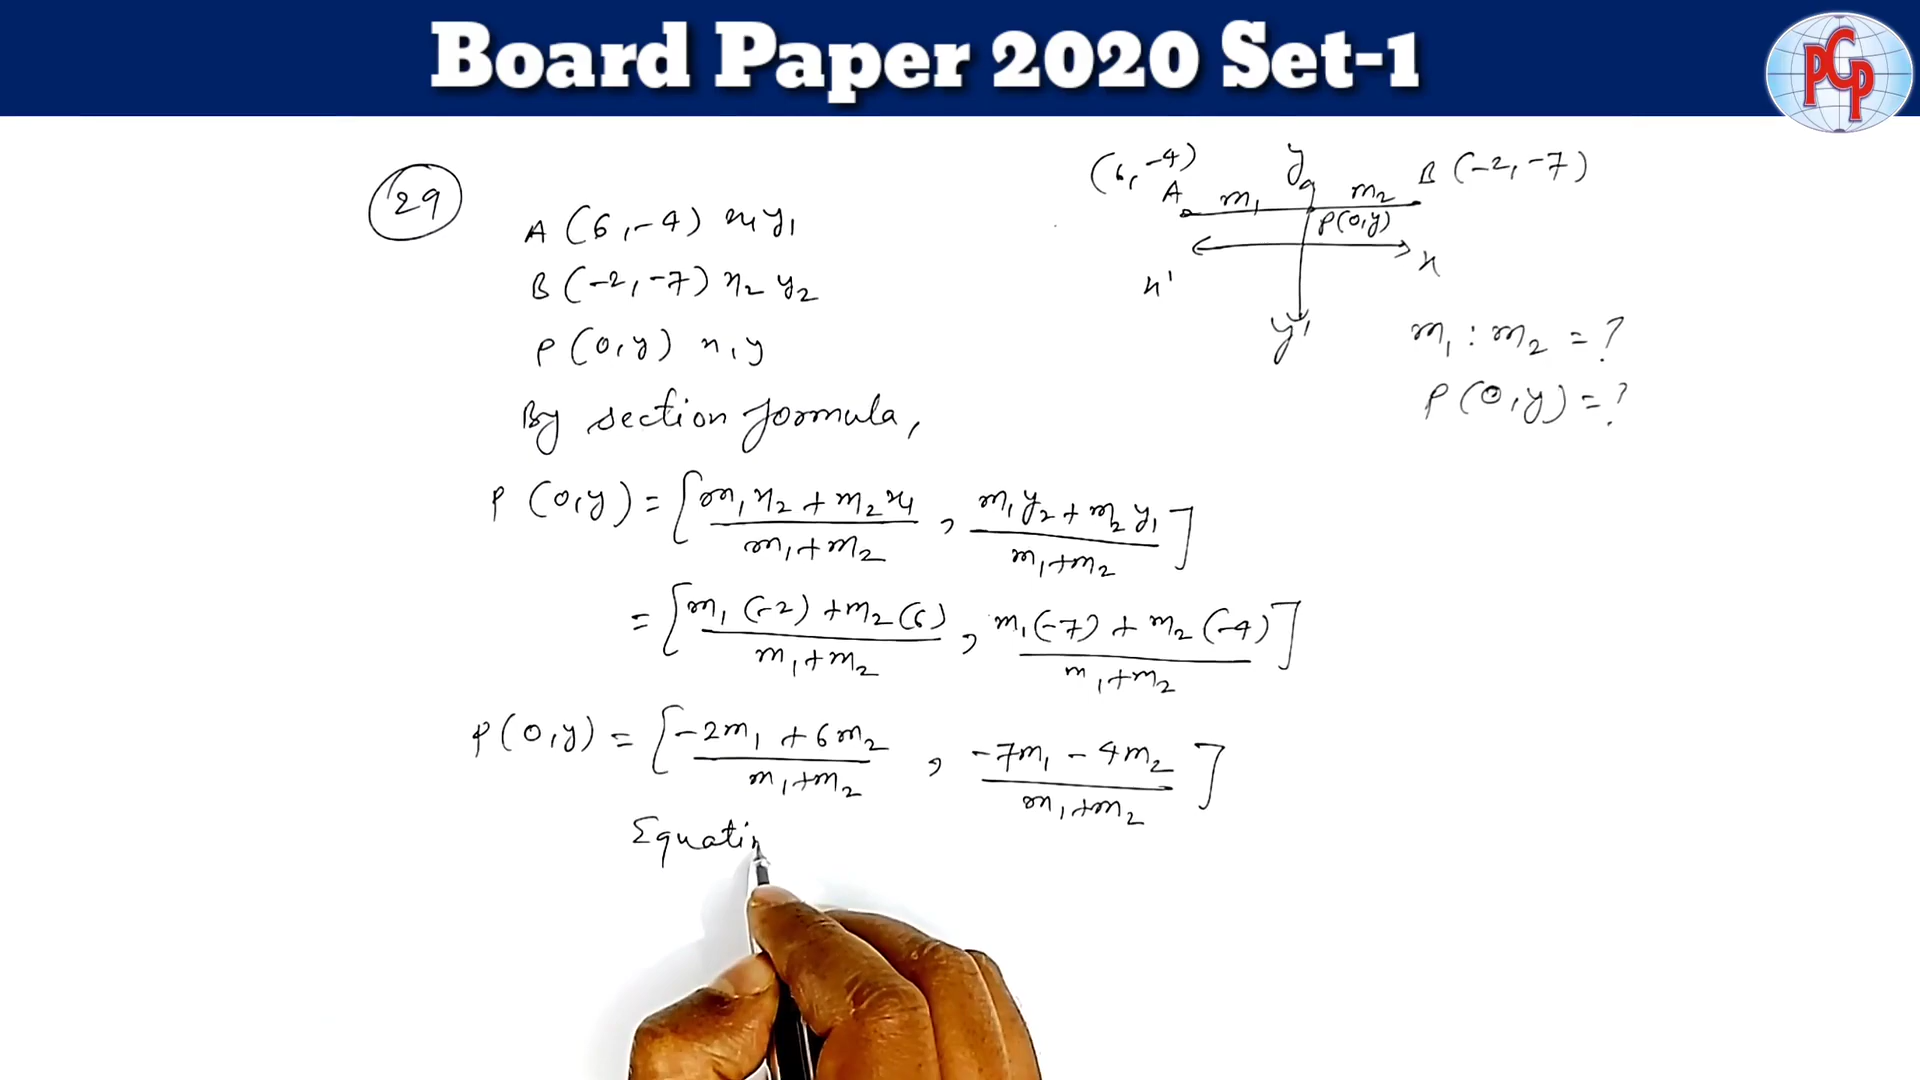 Board Paper 2020 Set-1
PCP
29
A (6, -4) x₁ y₁
B (-2, -7) x₂ y₂
P (0, y) x, y
By section formula,
P (0, y) = [m₁x₂ + m₂x₁ / m₁+m₂ , m₁y₂ + m₂y₁ / m₁+m₂]
= [m₁(-2) + m₂(6) / m₁+m₂ , m₁(-7) + m₂(-4) / m₁+m₂]
P(0, y) = [-2m₁ + 6m₂ / m₁+m₂ , -7m₁ - 4m₂ / m₁+m₂]
Equatin
(6, -4) y B (-2, -7)
A m₁ m₂
P(0, y)
x' x
y'
m₁ : m₂ = ?
P(0, y) = ?